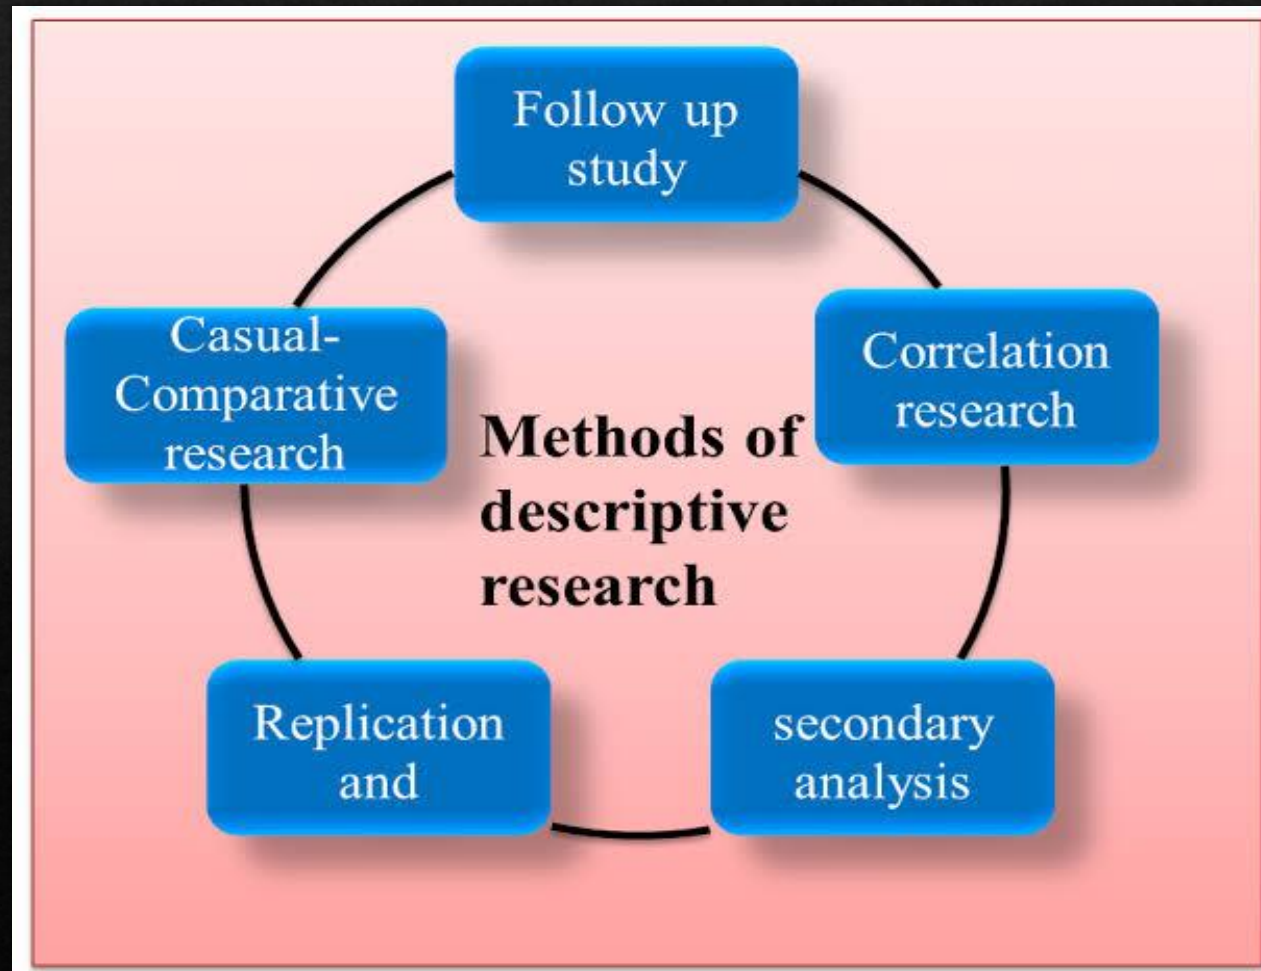 Follow up
study
Correlation
research
secondary
analysis
Replication
and
Casual-
Comparative
research
Methods of
descriptive
research